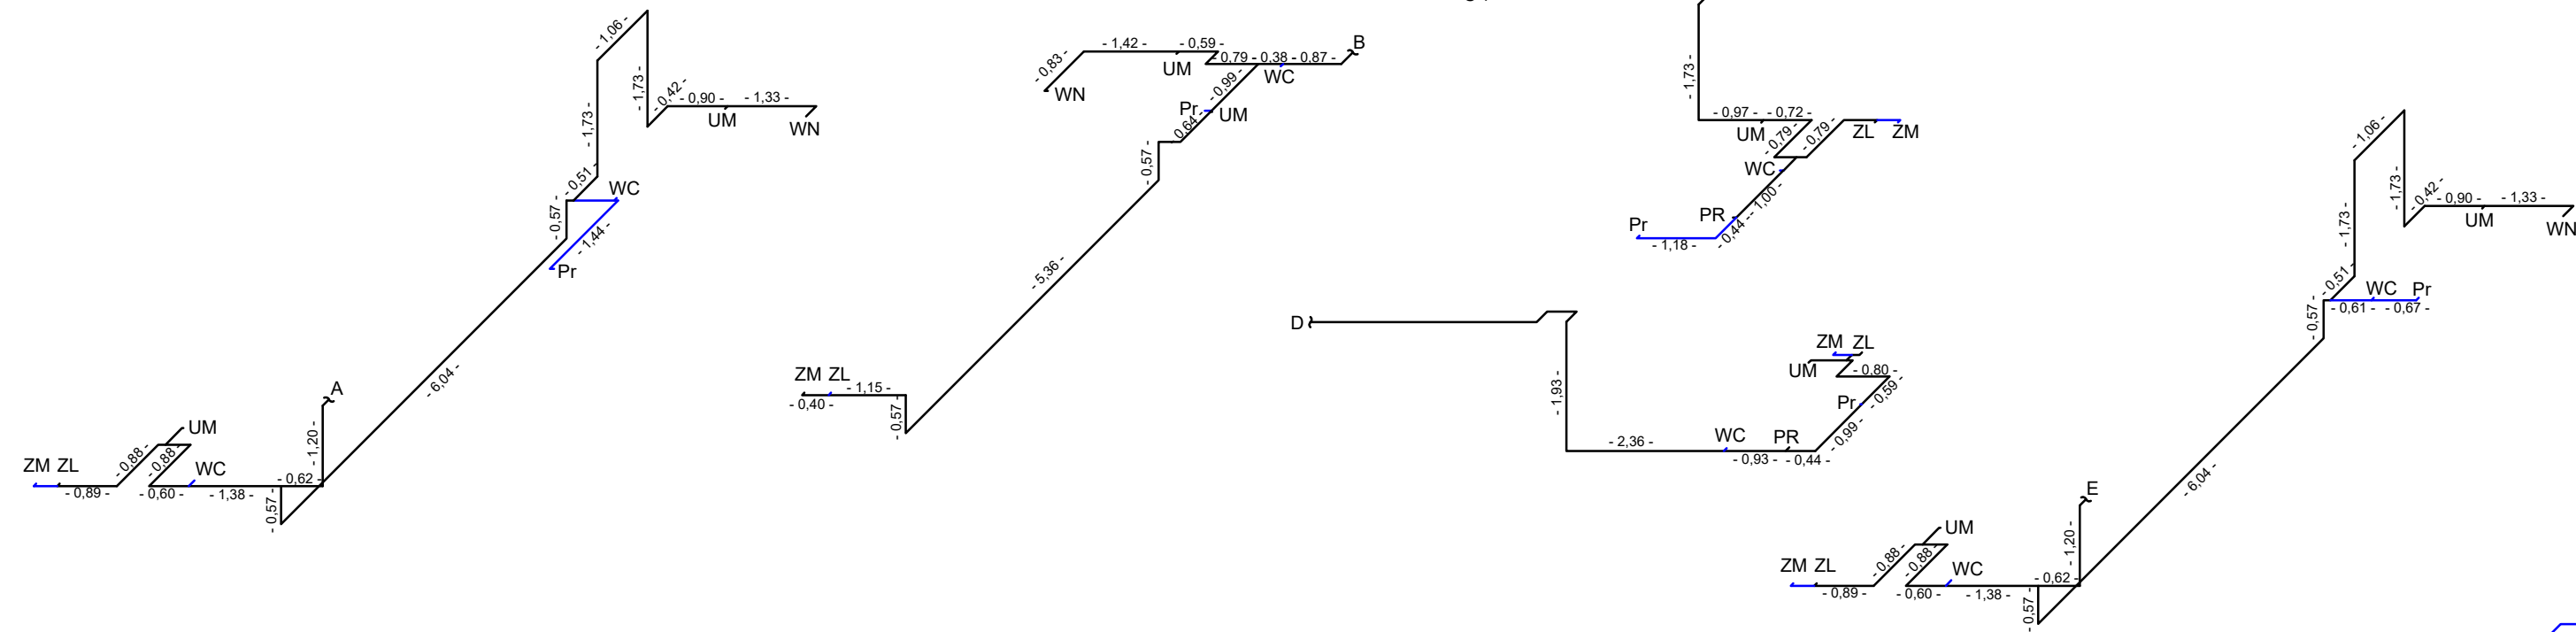 - 1,06 -
- 1,73 -
- 1,73 -
- 0,42 -
- 0,90 -
- 1,33 -
UM
WN
- 0,51 -
WC
- 0,57 -
- 1,44 -
Pr
- 6,04 -
A
- 1,20 -
UM
- 0,88 -
- 0,88 -
ZM ZL
WC
- 0,62 -
- 0,89 -
- 0,60 -
- 1,38 -
- 0,57 -
- 0,83 -
- 1,42 -
- 0,59 -
B
0,79 - 0,38 - 0,87 -
UM
WC
WN
- 0,99 -
Pr
UM
0,64 -
- 0,57 -
- 5,36 -
ZM ZL
- 1,15 -
- 0,40 -
- 0,57 -
- 1,73 -
- 0,97 -
- 0,72 -
UM
- 0,79 -
- 0,79 -
ZL
ZM
WC
- 1,00 -
PR
Pr
- 0,44 -
- 1,18 -
D
ZM ZL
UM
- 0,80 -
- 1,93 -
- 0,59 -
Pr
- 2,36 -
WC
PR
- 0,99 -
- 0,93 -
- 0,44 -
- 1,06 -
- 1,73 -
- 1,73 -
- 0,42 -
- 0,90 -
- 1,33 -
UM
WN
- 0,51 -
WC
Pr
- 0,57 -
- 0,61 -
- 0,67 -
- 6,04 -
E
- 1,20 -
UM
- 0,88 -
- 0,88 -
ZM ZL
WC
- 0,62 -
- 0,89 -
- 0,60 -
- 1,38 -
- 0,57 -